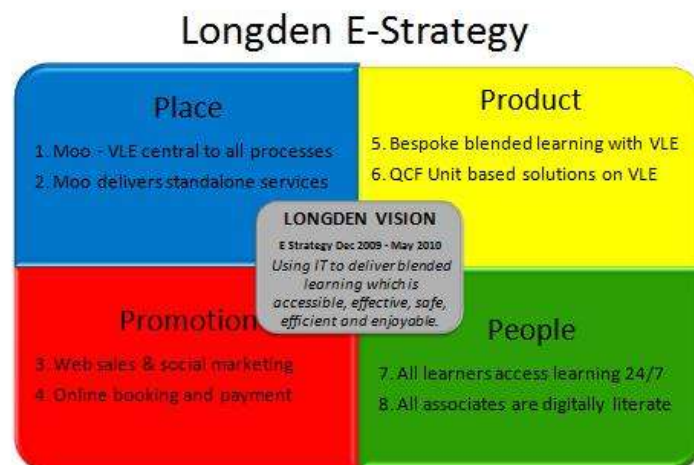 Longden E-Strategy
Place
1. Moo - VLE central to all processes
2. Moo delivers standalone services
Product
5. Bespoke blended learning with VLE
6. QCF Unit based solutions on VLE
LONGDEN VISION
E Strategy Dec 2009 - May 2010
Using IT to deliver blended
learning which is
accessible, effective, safe,
efficient and enjoyable.
Promotion
3. Web sales & social marketing
4. Online booking and payment
People
7. All learners access learning 24/7
8. All associates are digitally literate